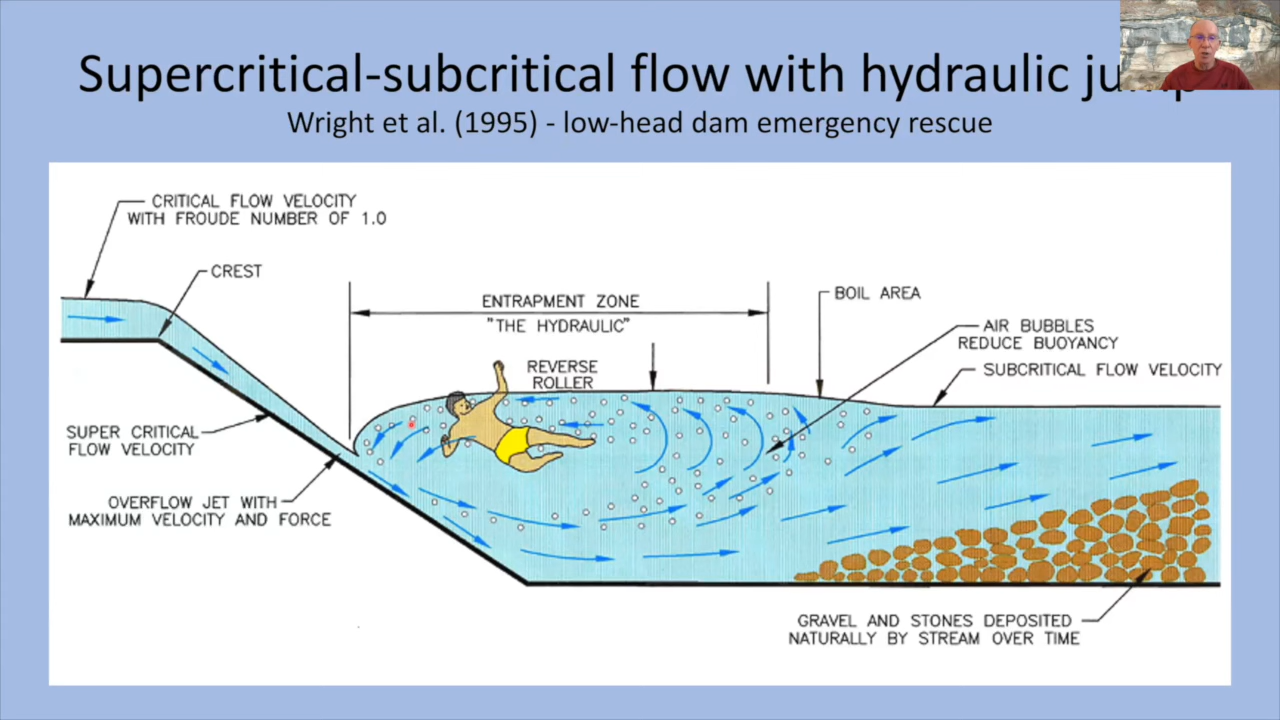 Supercritical-subcritical flow with hydraulic
Wright et al. (1995) - low-head dam emergency rescue
CRITICAL FLOW VELOCITY
WITH FROUDE NUMBER OF 1.0
CREST
ENTRAPMENT ZONE
"THE HYDRAULIC"
BOIL AREA
AIR BUBBLES
REDUCE BUOYANCY
REVERSE
ROLLER
SUBCRITICAL FLOW VELOCITY
SUPER CRITICAL
FLOW VELOCITY
OVERFLOW JET WITH
MAXIMUM VELOCITY AND FORCE
GRAVEL AND STONES DEPOSITED
NATURALLY BY STREAM OVER TIME